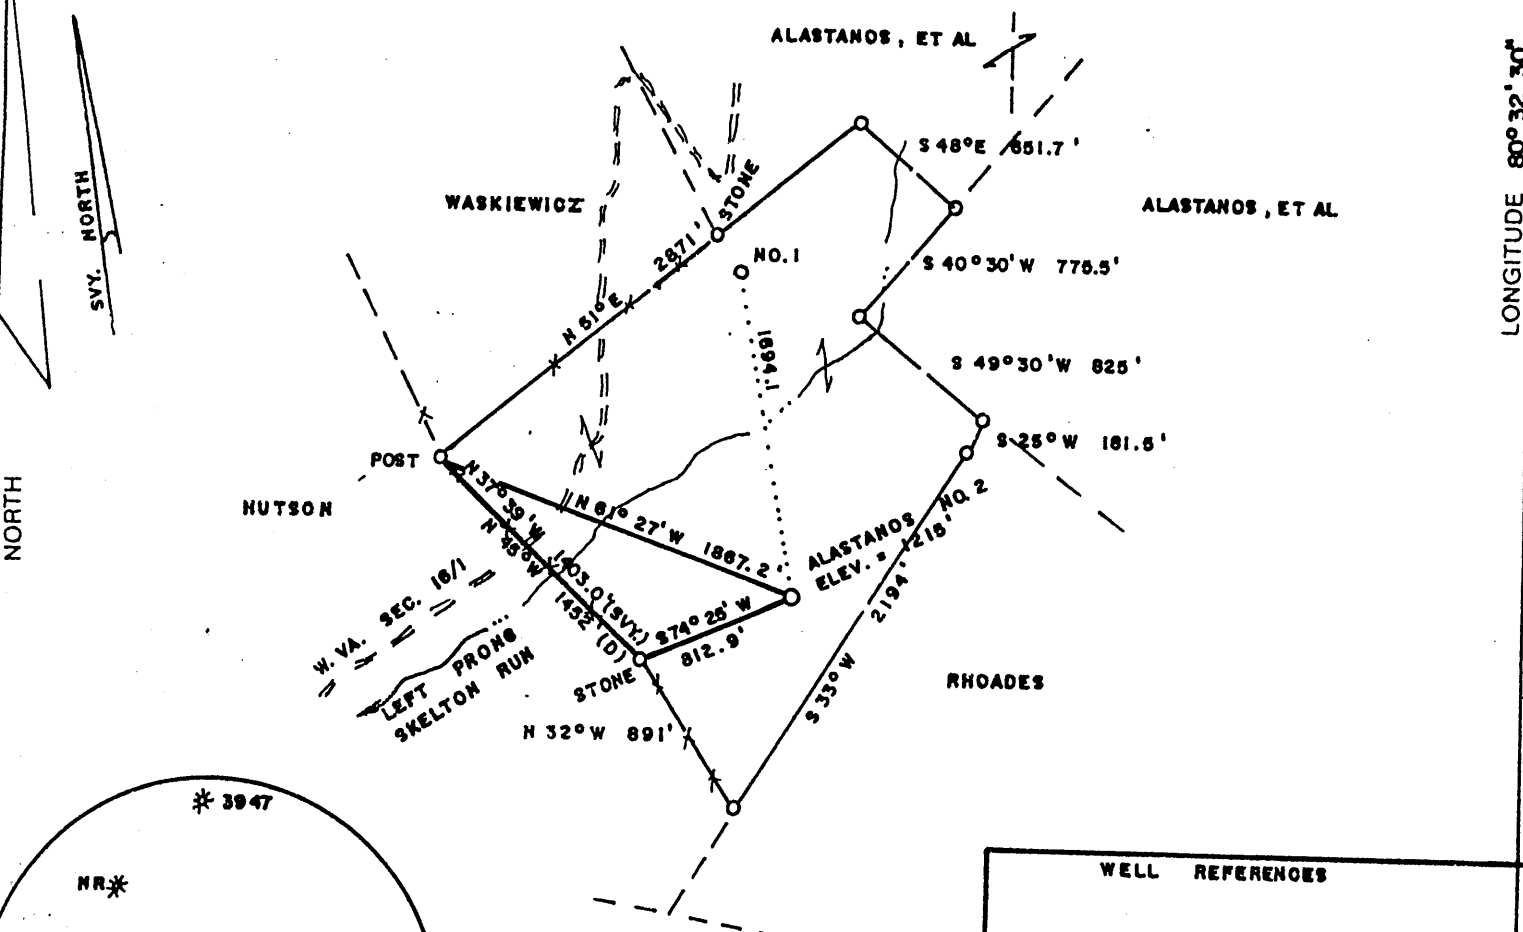 ALASTANOS, ET AL
LONGITUDE 80° 32' 30"
S 48°E 651.7'
SVY. NORTH
WASKIEWICZ
STONE
ALASTANOS, ET AL
NO. 1
2871'
N 51° E
S 40°30'W 775.5'
1894.1
S 49°30'W 825'
S 25°W 181.5'
POST
NORTH
HUTSON
N 37° 39'W 1403.0'(SVY.)
N 45°W 1452' (D)
N 61° 27' W 1867.2'
ALASTANOS NO. 2
ELEV. = 1215'
2194'
S 33° W
W. VA. SEC. 16/1
S74° 25' W
812.9'
LEFT PRONG
SKELTON RUN
STONE
RHOADES
N 32°W 891'
3947
NR
WELL REFERENCES